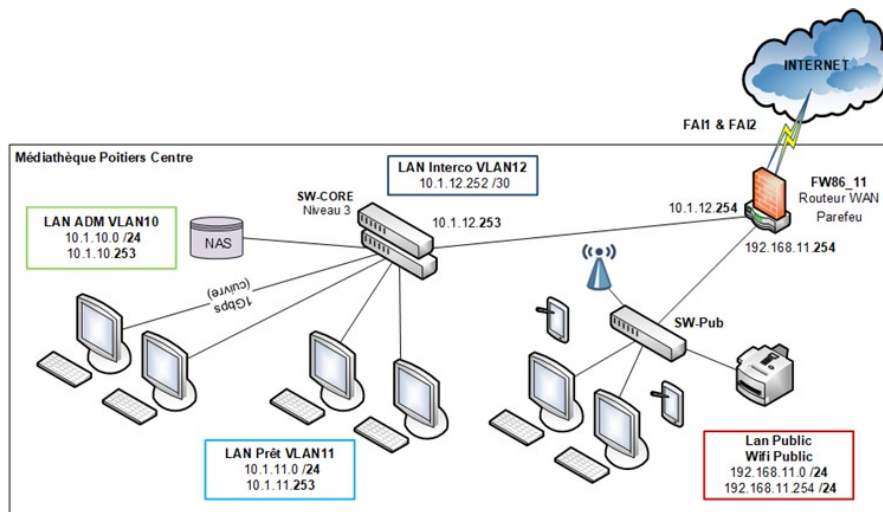 INTERNET
FAI1 & FAI2
Médiathèque Poitiers Centre
LAN Interco VLAN12
10.1.12.252 /30
SW-CORE
Niveau 3
FW86_11
Routeur WAN
Parefeu
LAN ADM VLAN10
10.1.10.0 /24
10.1.10.253
NAS
10.1.12.253
10.1.12.254
192.168.11.254
1Gbps
(cuivre)
SW-Pub
LAN Prêt VLAN11
10.1.11.0 /24
10.1.11.253
Lan Public
Wifi Public
192.168.11.0 /24
192.168.11.254 /24